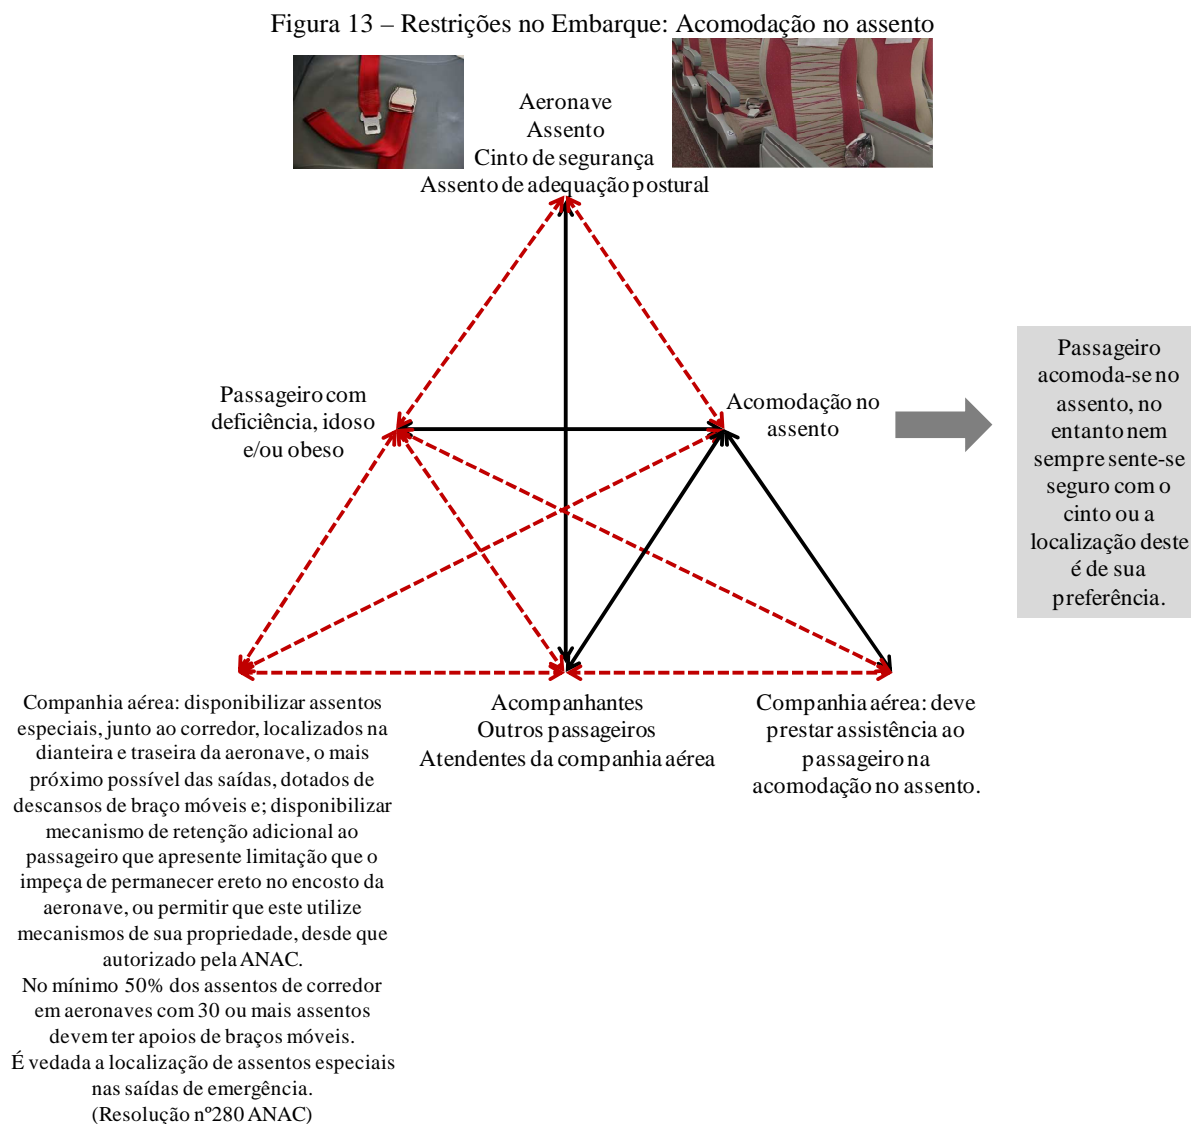 Figura 13 – Restrições no Embarque: Acomodação no assento
Aeronave
Assento
Cinto de segurança
Assento de adequação postural
Passageiro com
deficiência, idoso
e/ou obeso
Acomodação no
assento
Passageiro
acomoda-se no
assento, no
entanto nem
sempre sente-se
seguro com o
cinto ou a
localização deste
é de sua
preferência.
Companhia aérea: disponibilizar assentos
especiais, junto ao corredor, localizados na
dianteira e traseira da aeronave, o mais
próximo possível das saídas, dotados de
descansos de braço móveis e; disponibilizar
mecanismo de retenção adicional ao
passageiro que apresente limitação que o
impeça de permanecer ereto no encosto da
aeronave, ou permitir que este utilize
mecanismos de sua propriedade, desde que
autorizado pela ANAC.
No mínimo 50% dos assentos de corredor
em aeronaves com 30 ou mais assentos
devem ter apoios de braços móveis.
É vedada a localização de assentos especiais
nas saídas de emergência.
(Resolução nº280 ANAC)
Acompanhantes
Outros passageiros
Atendentes da companhia aérea
Companhia aérea: deve
prestar assistência ao
passageiro na
acomodação no assento.